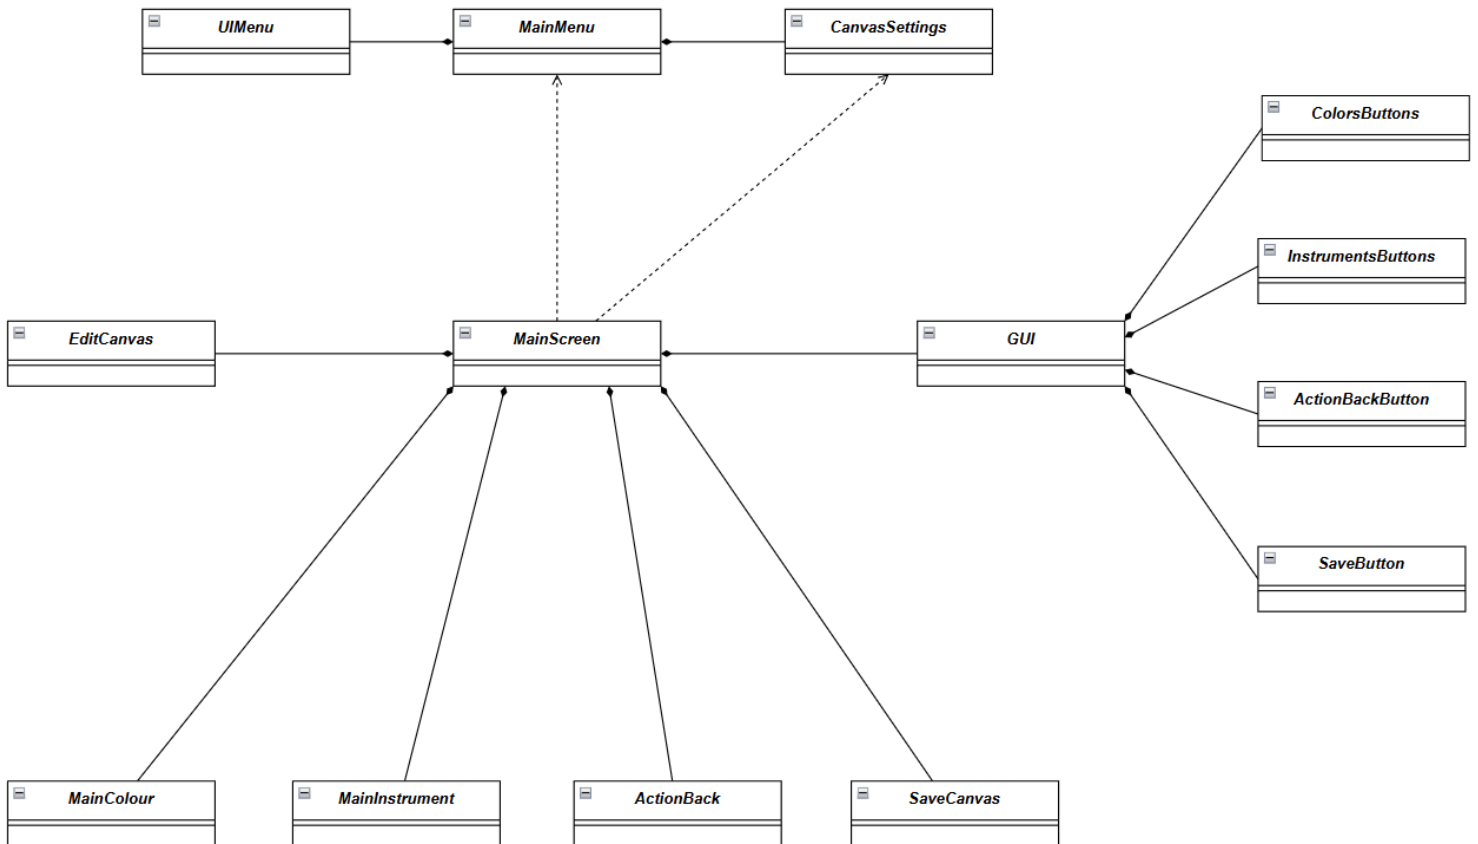 UIMenu
MainMenu
CanvasSettings
ColorsButtons
InstrumentsButtons
EditCanvas
MainScreen
GUI
ActionBackButton
SaveButton
MainColour
MainInstrument
ActionBack
SaveCanvas